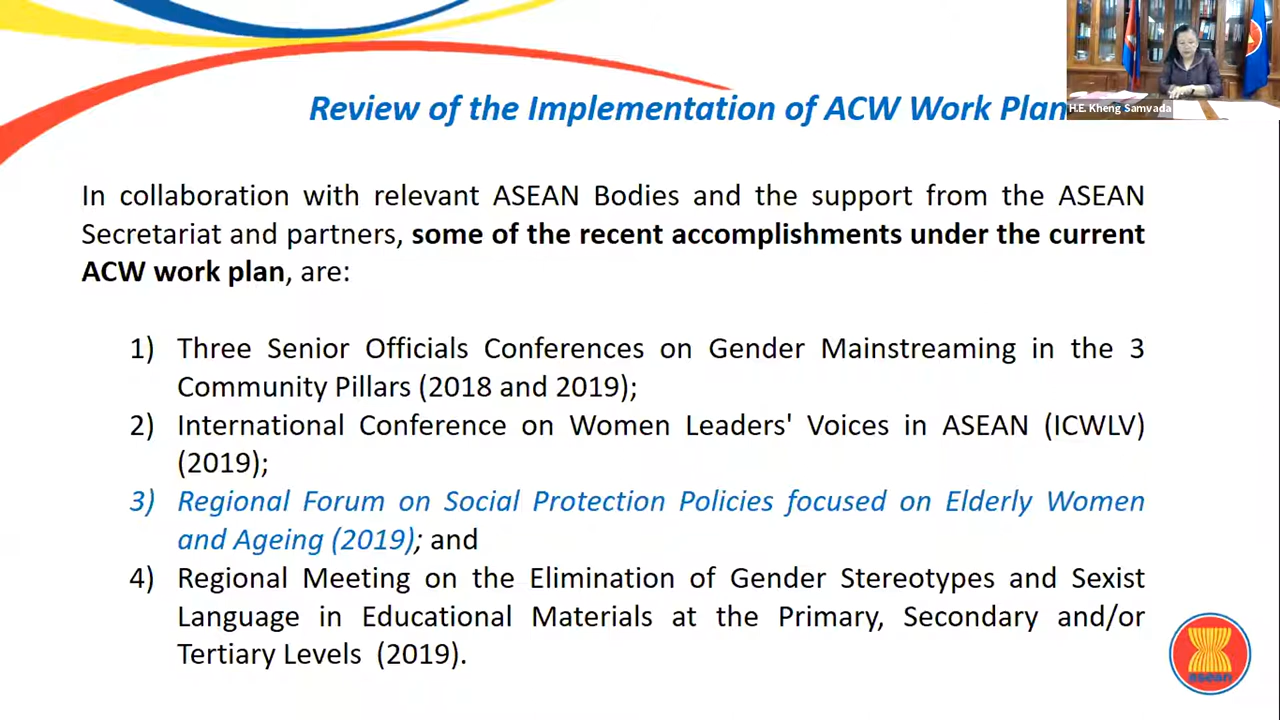 Review of the Implementation of ACW Work Plan
H.E. Kheng Samvada
In collaboration with relevant ASEAN Bodies and the support from the ASEAN
Secretariat and partners, some of the recent accomplishments under the current
ACW work plan, are:
1) Three Senior Officials Conferences on Gender Mainstreaming in the 3
Community Pillars (2018 and 2019);
2) International Conference on Women Leaders' Voices in ASEAN (ICWLV)
(2019);
3) Regional Forum on Social Protection Policies focused on Elderly Women
and Ageing (2019); and
4) Regional Meeting on the Elimination of Gender Stereotypes and Sexist
Language in Educational Materials at the Primary, Secondary and/or
Tertiary Levels (2019).
asean